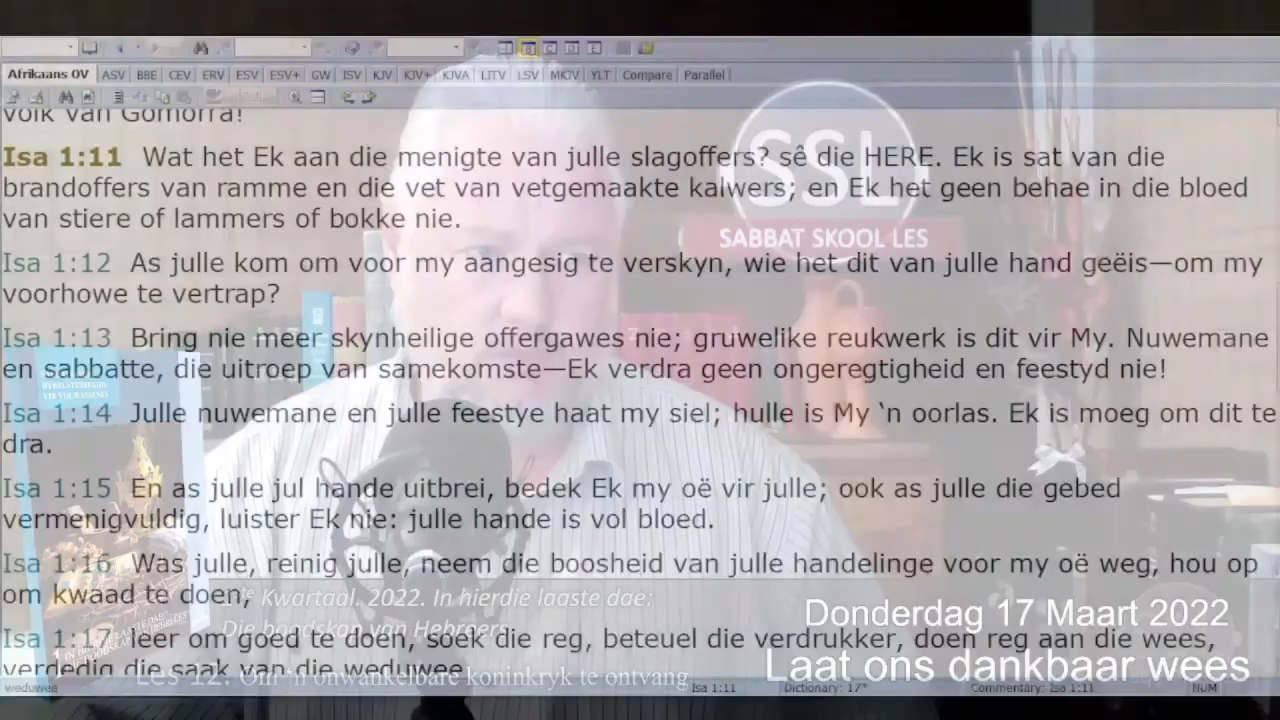 Afrikaans OV ASV BBE CEV ERV ESV ESV+ GW ISV KJV KJV+ KJVA LITV LSV MKJV YLT Compare Parallel
volk van Gomorra!
Isa 1:11 Wat het Ek aan die menigte van julle slagoffers? sê die HERE. Ek is sat van die
brandoffers van ramme en die vet van vetgemaakte kalwers; en Ek het geen behae in die bloed
van stiere of lammers of bokke nie.
Isa 1:12 As julle kom om voor my aangesig te verskyn, wie het dit van julle hand geëis—om my
voorhowe te vertrap?
Isa 1:13 Bring nie meer skynheilige offergawes nie; gruwelike reukwerk is dit vir My. Nuwemane
en sabbatte, die uitroep van samekomste—Ek verdra geen ongeregtigheid en feestyd nie!
Isa 1:14 Julle nuwemane en julle feestye haat my siel; hulle is My ‘n oorlas. Ek is moeg om dit te
dra.
Isa 1:15 En as julle jul hande uitbrei, bedek Ek my oë vir julle; ook as julle die gebed
vermenigvuldig, luister Ek nie: julle hande is vol bloed.
Isa 1:16 Was julle, reinig julle, neem die boosheid van julle handelinge voor my oë weg, hou op
om kwaad te doen,
Isa 1:17 leer om goed te doen, soek die reg, beteuel die verdrukker, doen reg aan die wees,
verdedig die saak van die weduwee
weduwee Isa 1:11 Dictionary: 17* Commentary: Isa 1:11 NUM
SSL
SABBAT SKOOL LES
BYBELSTUDIEGIDS
VIR VOLWASSENES
1ste Kwartaal, 2022. In hierdie laaste dae:
Die boodskap van Hebreërs
Les 12: Om ‘n onwankelbare koninkryk te ontvang
Donderdag 17 Maart 2022
Laat ons dankbaar wees